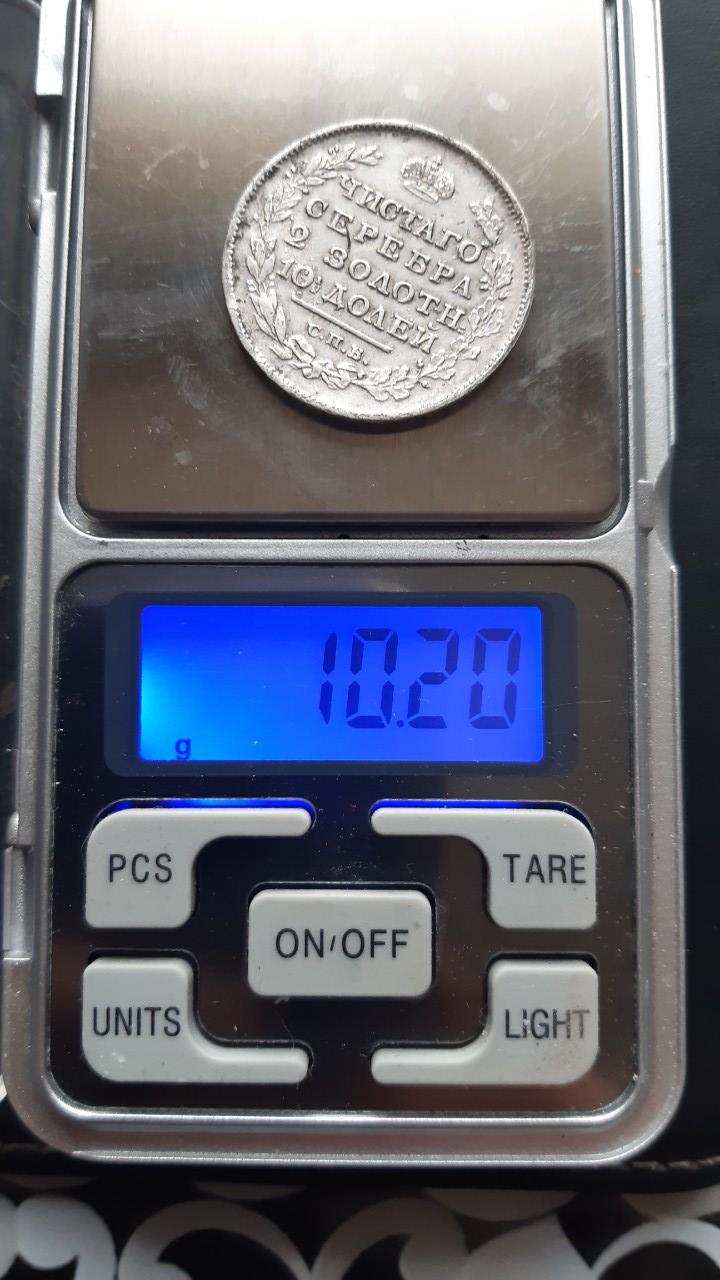 ЧИСТАГО
СЕРЕБРА
2 ЗОЛОТН.
10½ ДОЛЕЙ
С.П.Б.
10.20
g
PCS
TARE
ON/OFF
UNITS
LIGHT